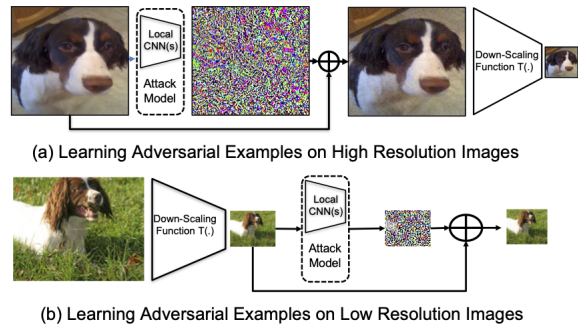 Local
CNN(s)
Attack
Model
Down-Scaling
Function T(.)
(a) Learning Adversarial Examples on High Resolution Images
Down-Scaling
Function T(.)
Local
CNN(s)
Attack
Model
(b) Learning Adversarial Examples on Low Resolution Images